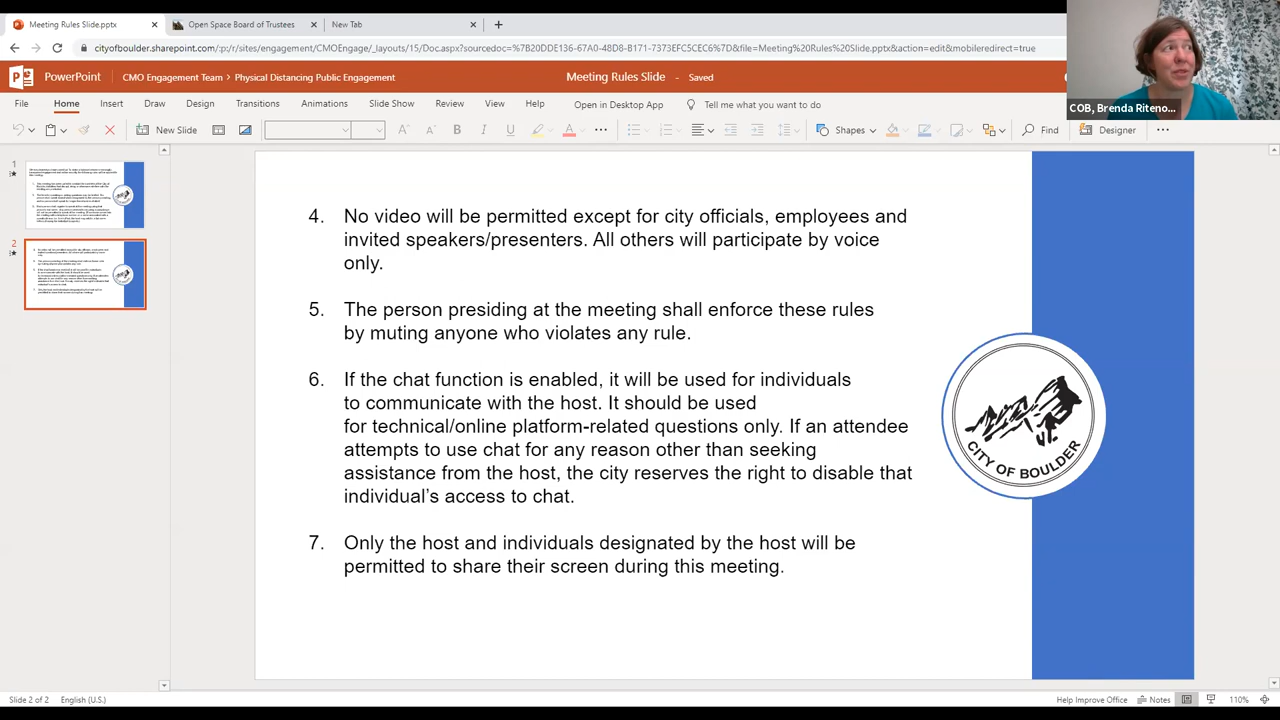 Meeting Rules Slide.pptx
Open Space Board of Trustees
New Tab
cityofboulder.sharepoint.com/:p:/r/sites/engagement/CMOEngage/_layouts/15/Doc.aspx?sourcedoc=%7B20DDE136-67A0-48D8-B171-7373EFC5CEC6%7D&file=Meeting%20Rules%20Slide.pptx&action=edit&mobileredirect=true
PowerPoint
CMO Engagement Team > Physical Distancing Public Engagement
Meeting Rules Slide - Saved
COB, Brenda Riteno...
File Home Insert Draw Design Transitions Animations Slide Show Review View Help Open in Desktop App Tell me what you want to do
New Slide
B I U A
Shapes
Find
Designer
1
2
4. No video will be permitted except for city officials, employees and
invited speakers/presenters. All others will participate by voice
only.
5. The person presiding at the meeting shall enforce these rules
by muting anyone who violates any rule.
6. If the chat function is enabled, it will be used for individuals
to communicate with the host. It should be used
for technical/online platform-related questions only. If an attendee
attempts to use chat for any reason other than seeking
assistance from the host, the city reserves the right to disable that
individual's access to chat.
7. Only the host and individuals designated by the host will be
permitted to share their screen during this meeting.
CITY OF BOULDER
Slide 2 of 2
English (U.S.)
Help Improve Office
Notes
110%